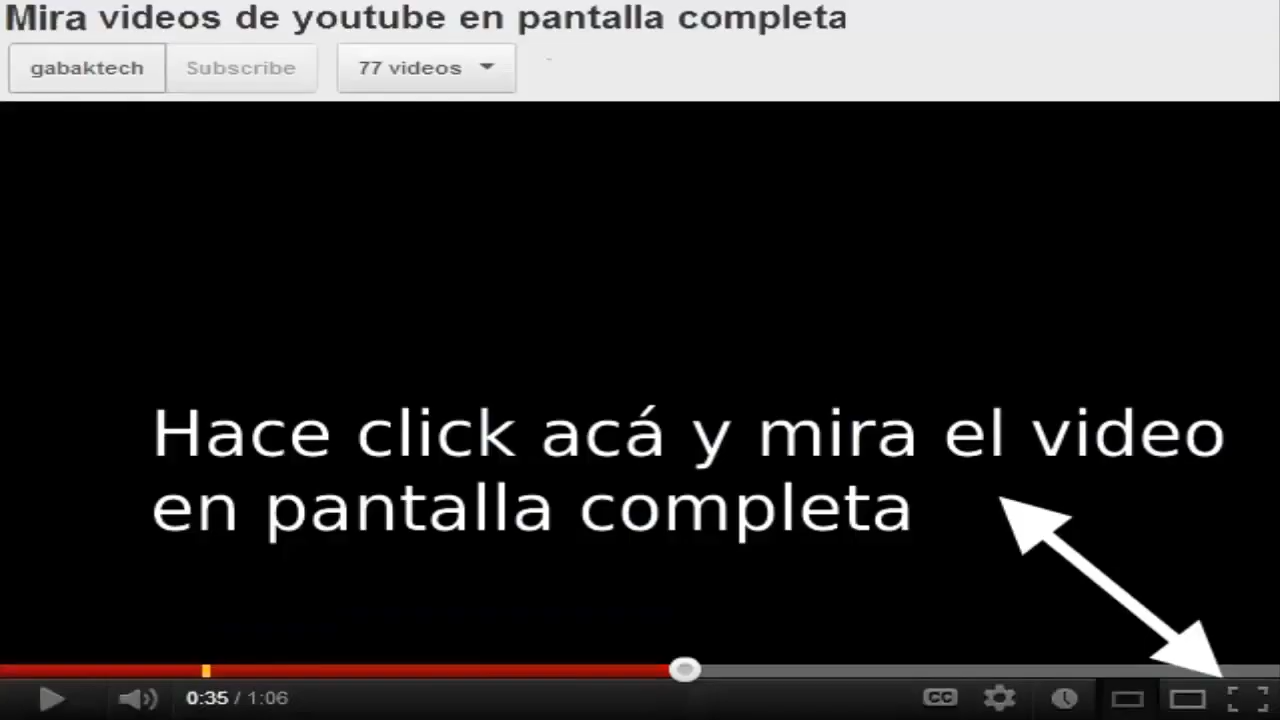 Mira videos de youtube en pantalla completa
gabaktech Subscribe 77 videos
Hace click acá y mira el video
en pantalla completa
0:35 / 1:06 CC